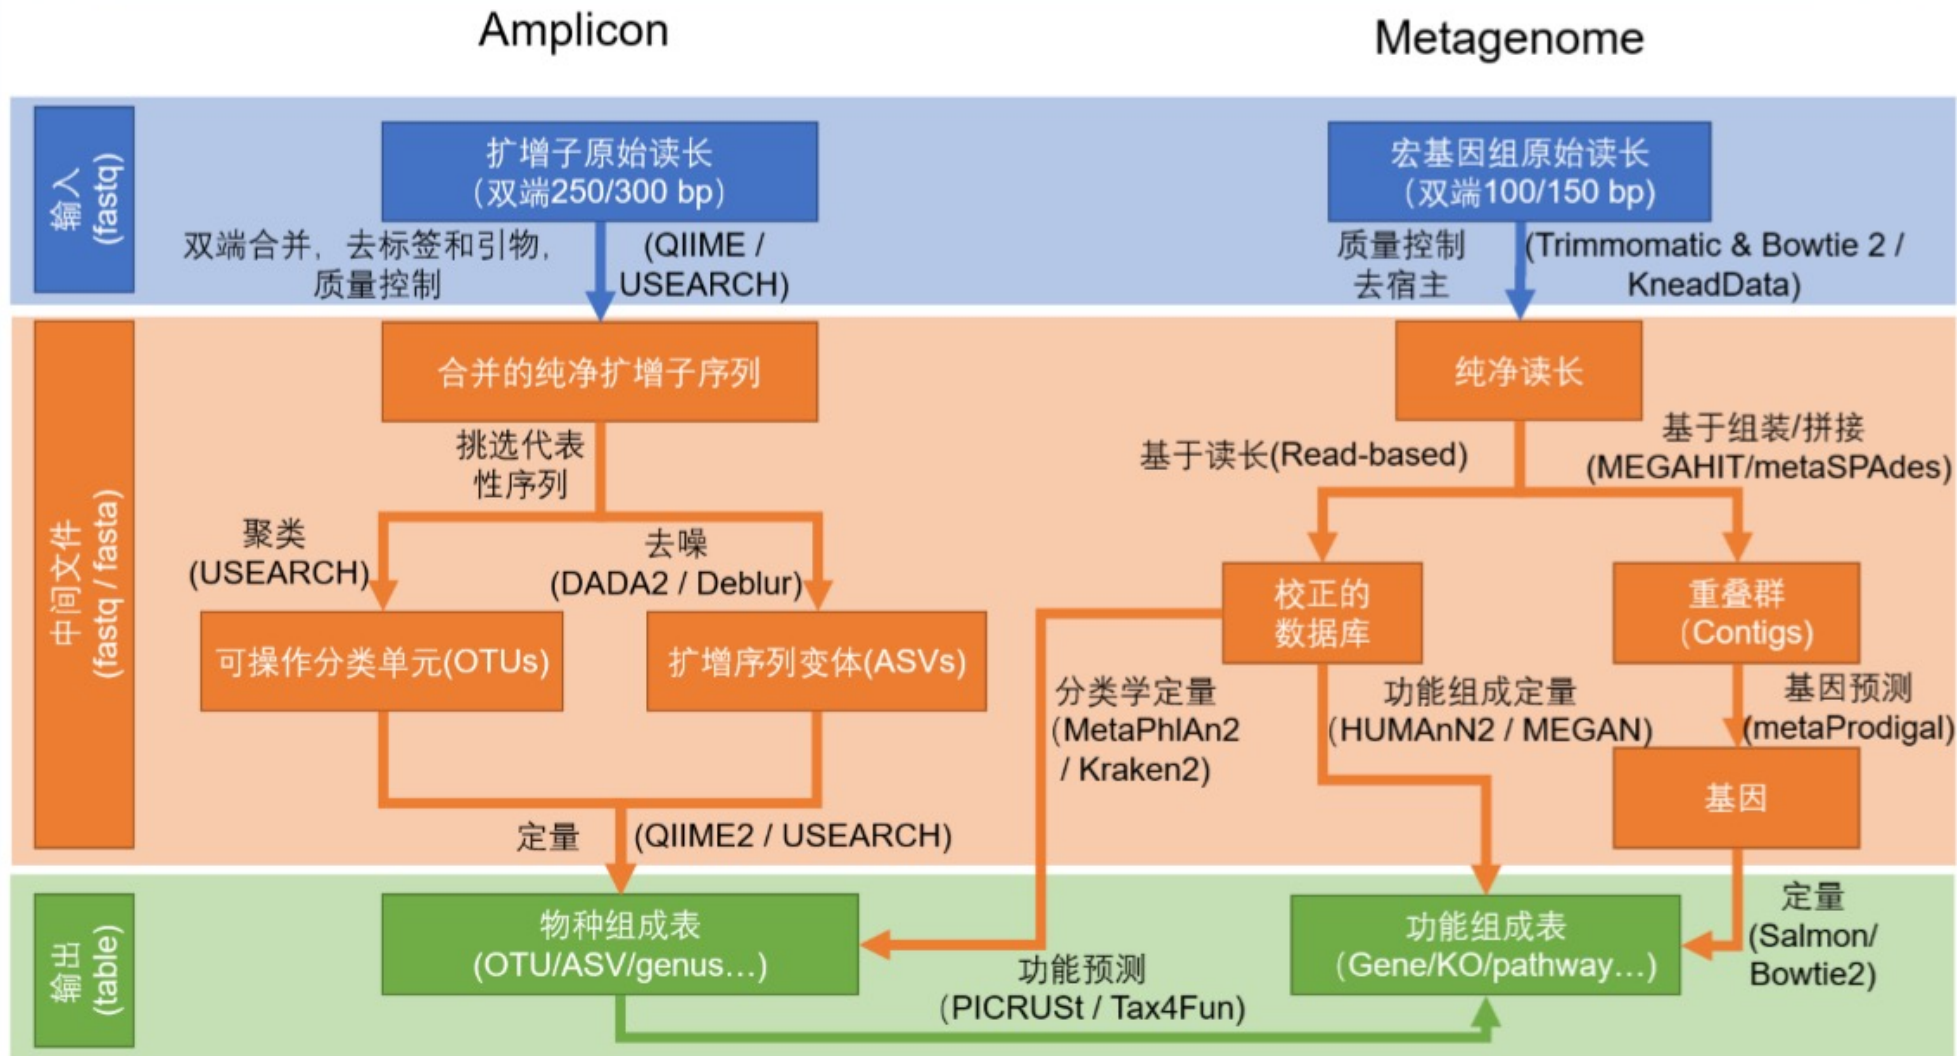 Amplicon
Metagenome
输入
(fastq)
扩增子原始读长
（双端250/300 bp）
宏基因组原始读长
（双端100/150 bp)
双端合并，去标签和引物，
质量控制
(QIIME /
USEARCH)
质量控制
去宿主
(Trimmomatic & Bowtie 2 /
KneadData)
中间文件
(fastq / fasta)
合并的纯净扩增子序列
纯净读长
挑选代表
性序列
基于读长(Read-based)
基于组装/拼接
(MEGAHIT/metaSPAdes)
聚类
(USEARCH)
去噪
(DADA2 / Deblur)
校正的
数据库
重叠群
（Contigs)
可操作分类单元(OTUs)
扩增序列变体(ASVs)
分类学定量
（MetaPhlAn2
/ Kraken2)
功能组成定量
（HUMAnN2 / MEGAN)
基因预测
(metaProdigal)
基因
定量
(QIIME2 / USEARCH)
输出
(table)
物种组成表
(OTU/ASV/genus…)
功能组成表
（Gene/KO/pathway…)
定量
(Salmon/
Bowtie2)
功能预测
（PICRUSt / Tax4Fun)